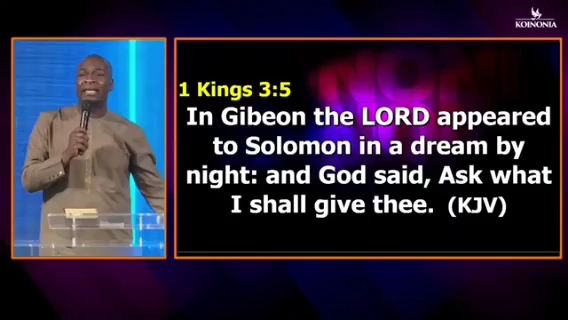 KOINONIA
1 Kings 3:5
In Gibeon the LORD appeared
to Solomon in a dream by
night: and God said, Ask what
I shall give thee. (KJV)